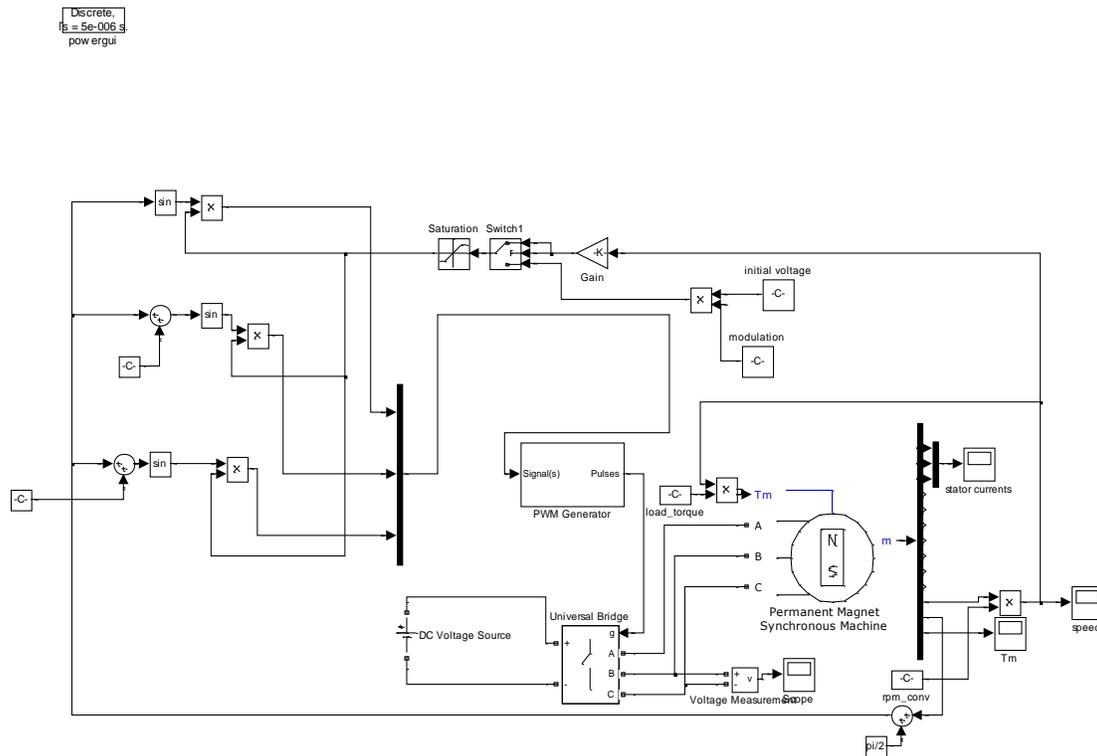 Discrete,
s = 5e-006 s.
powergui
sin
×
Saturation
Switch1
-K-
Gain
initial voltage
-C-
×
sin
×
-C-
modulation
-C-
sin
×
-C-
Signal(s)
Pulses
PWM Generator
-C-
load_torque
×
Tm
stator currents
A
B
C
N
S
m
Permanent Magnet
Synchronous Machine
×
speed
Tm
DC Voltage Source
Universal Bridge
g
+
A
B
-
C
+
-
v
Voltage Measurement
Scope
-C-
rpm_conv
pi/2